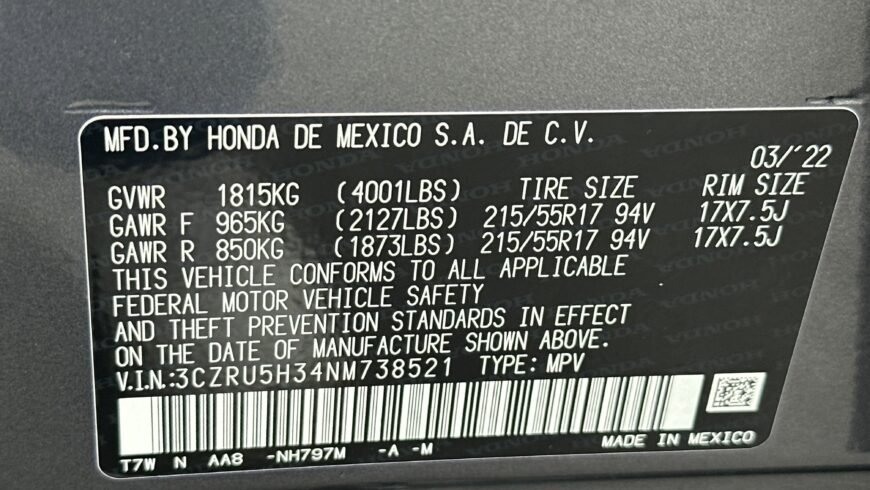 MFD.BY HONDA DE MEXICO S.A. DE C.V.
03/'22
GVWR 1815KG (4001LBS) TIRE SIZE RIM SIZE
GAWR F 965KG (2127LBS) 215/55R17 94V 17X7.5J
GAWR R 850KG (1873LBS) 215/55R17 94V 17X7.5J
THIS VEHICLE CONFORMS TO ALL APPLICABLE
FEDERAL MOTOR VEHICLE SAFETY
AND THEFT PREVENTION STANDARDS IN EFFECT
ON THE DATE OF MANUFACTURE SHOWN ABOVE.
V.I.N.:3CZRU5H34NM738521 TYPE: MPV
T7W N AA8 -NH797M -A -M MADE IN MEXICO